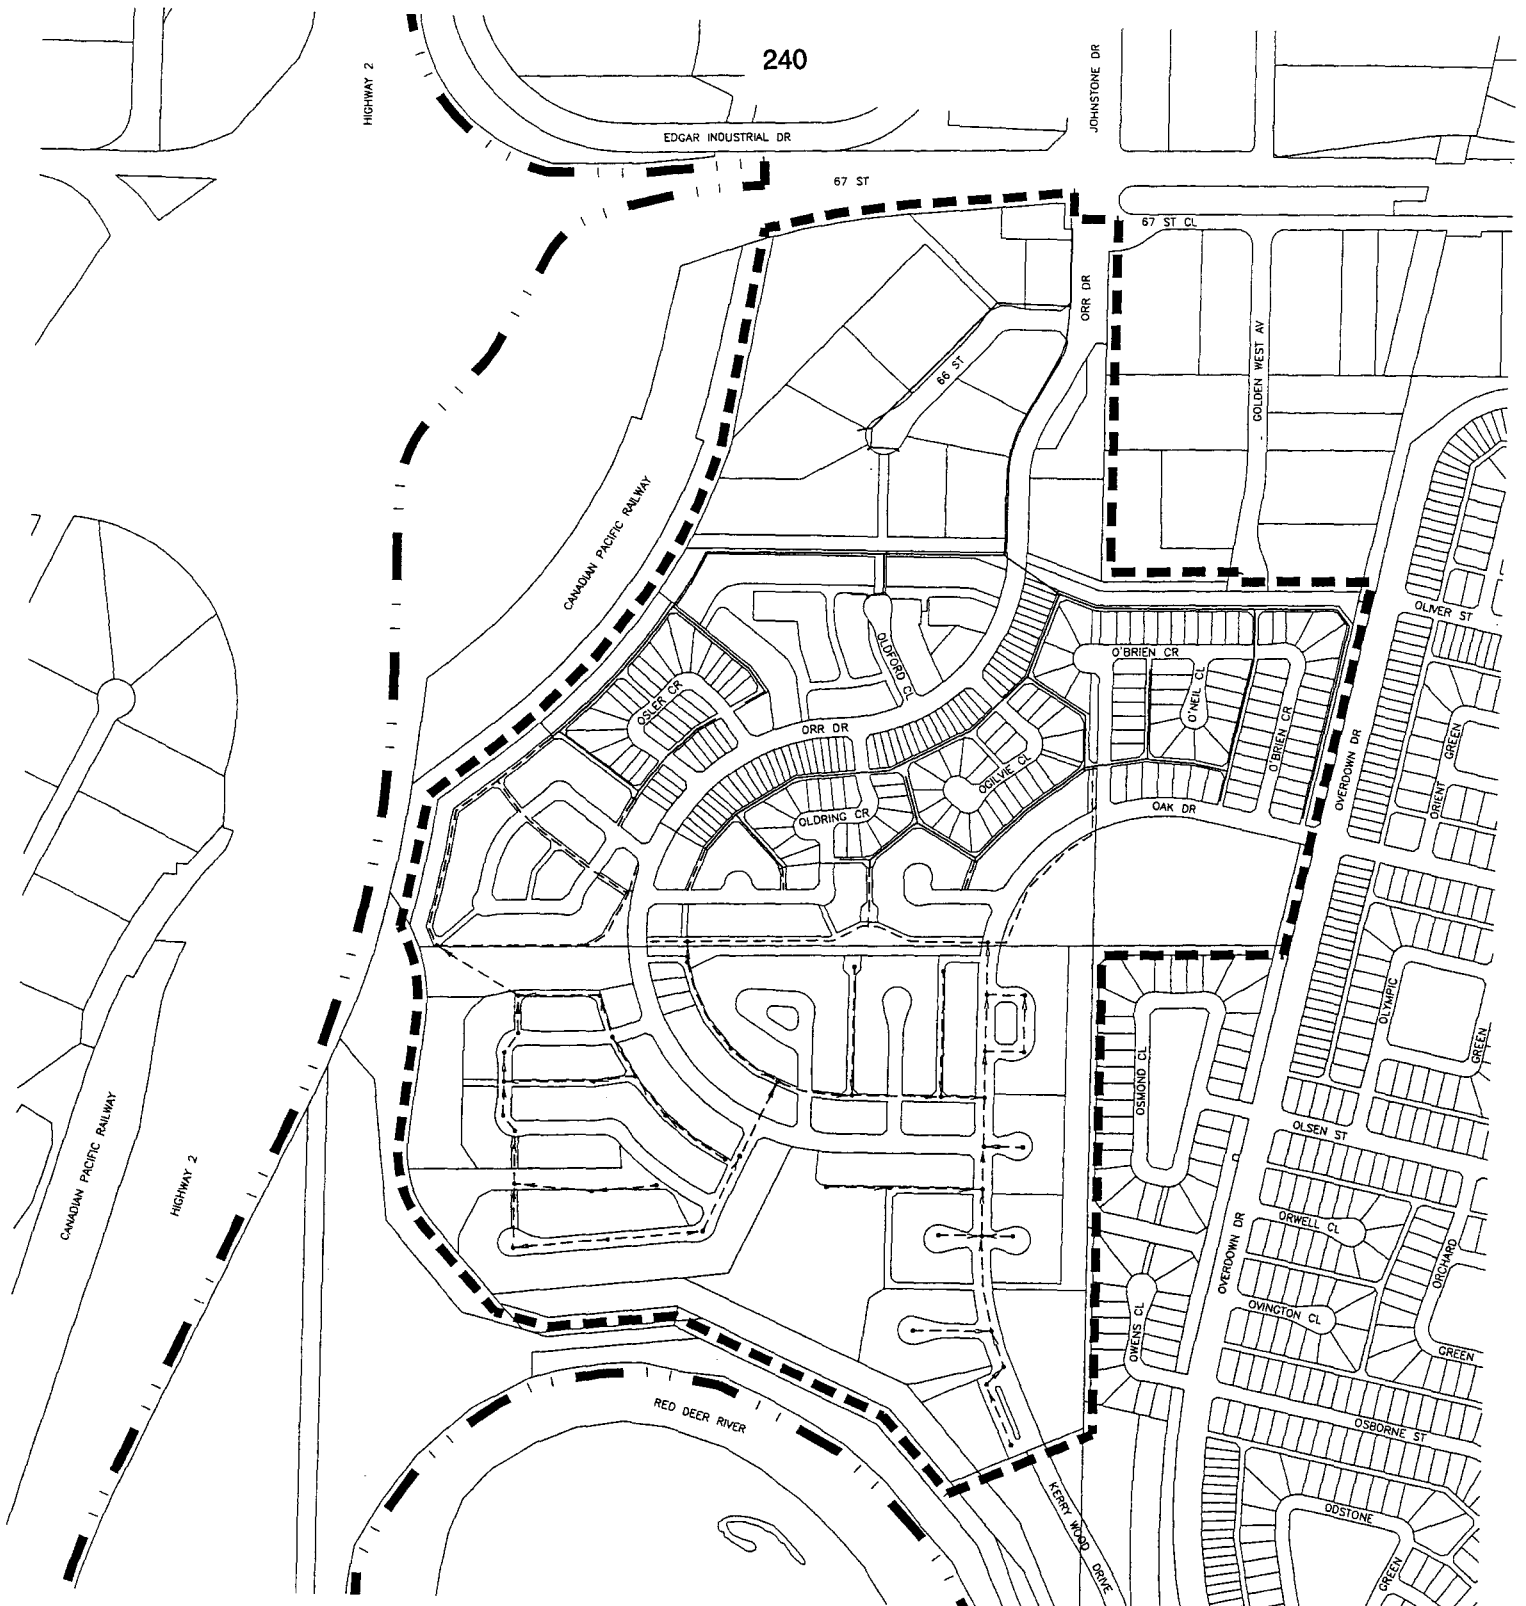 240
HIGHWAY 2
JOHNSTONE DR
EDGAR INDUSTRIAL DR
67 ST
67 ST CL
ORR DR
GOLDEN WEST AV
66 ST
CANADIAN PACIFIC RAILWAY
OLIVER ST
OLDFORD CL
O'BRIEN CR
O'NEIL CL
OSLER CR
ORR DR
O'BRIEN CR
GREEN
OVERDOWN DR
ORIENT
OGILVIE CL
OLDRING CR
OAK DR
OLYMPIC
GREEN
OSMOND CL
OLSEN ST
CANADIAN PACIFIC RAILWAY
HIGHWAY 2
ORWELL CL
OVERDOWN DR
ORCHARD
OVINGTON CL
OWENS CL
GREEN
RED DEER RIVER
OSBORNE ST
KERRY WOOD DRIVE
ODSTONE
GREEN